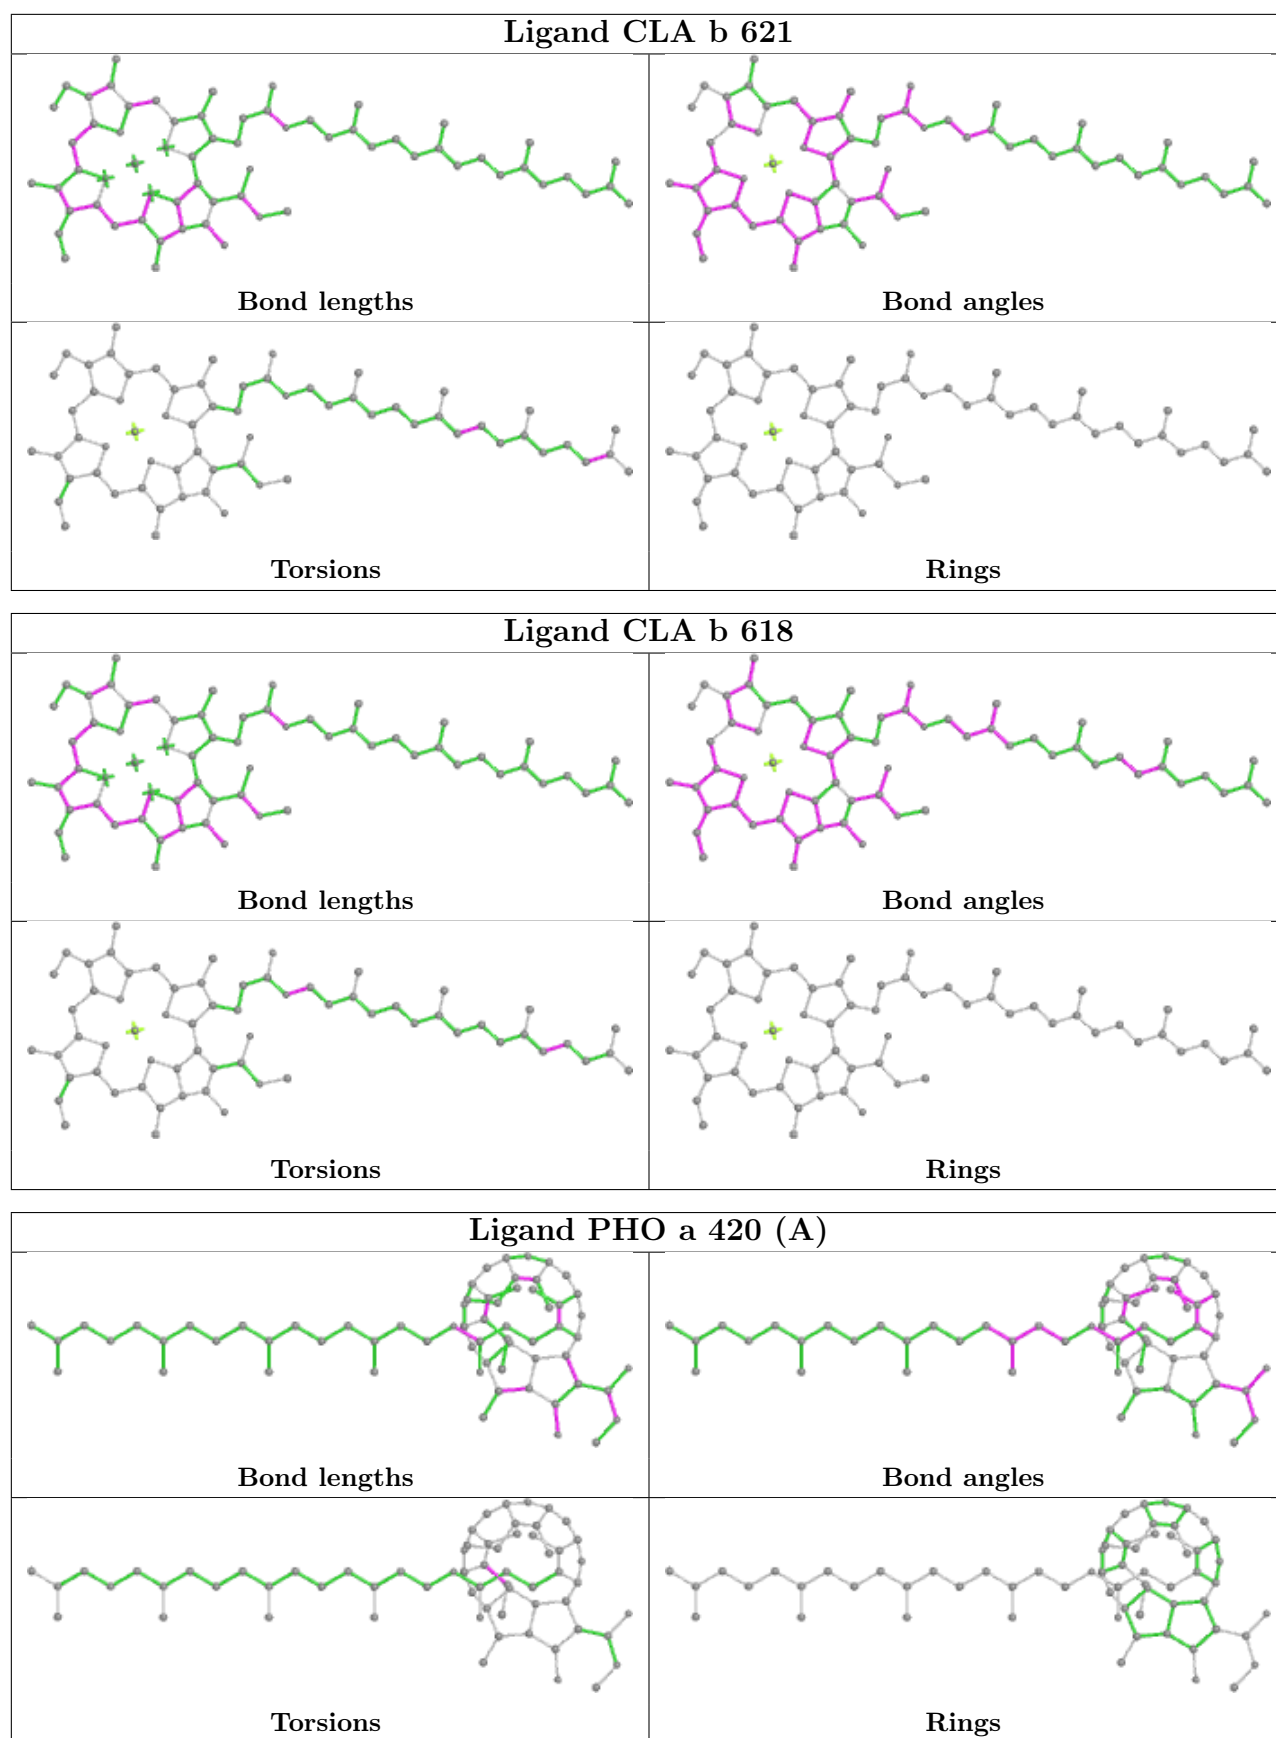 Ligand CLA b 621
Bond lengths
Bond angles
Torsions
Rings
Ligand CLA b 618
Bond lengths
Bond angles
Torsions
Rings
Ligand PHO a 420 (A)
Bond lengths
Bond angles
Torsions
Rings